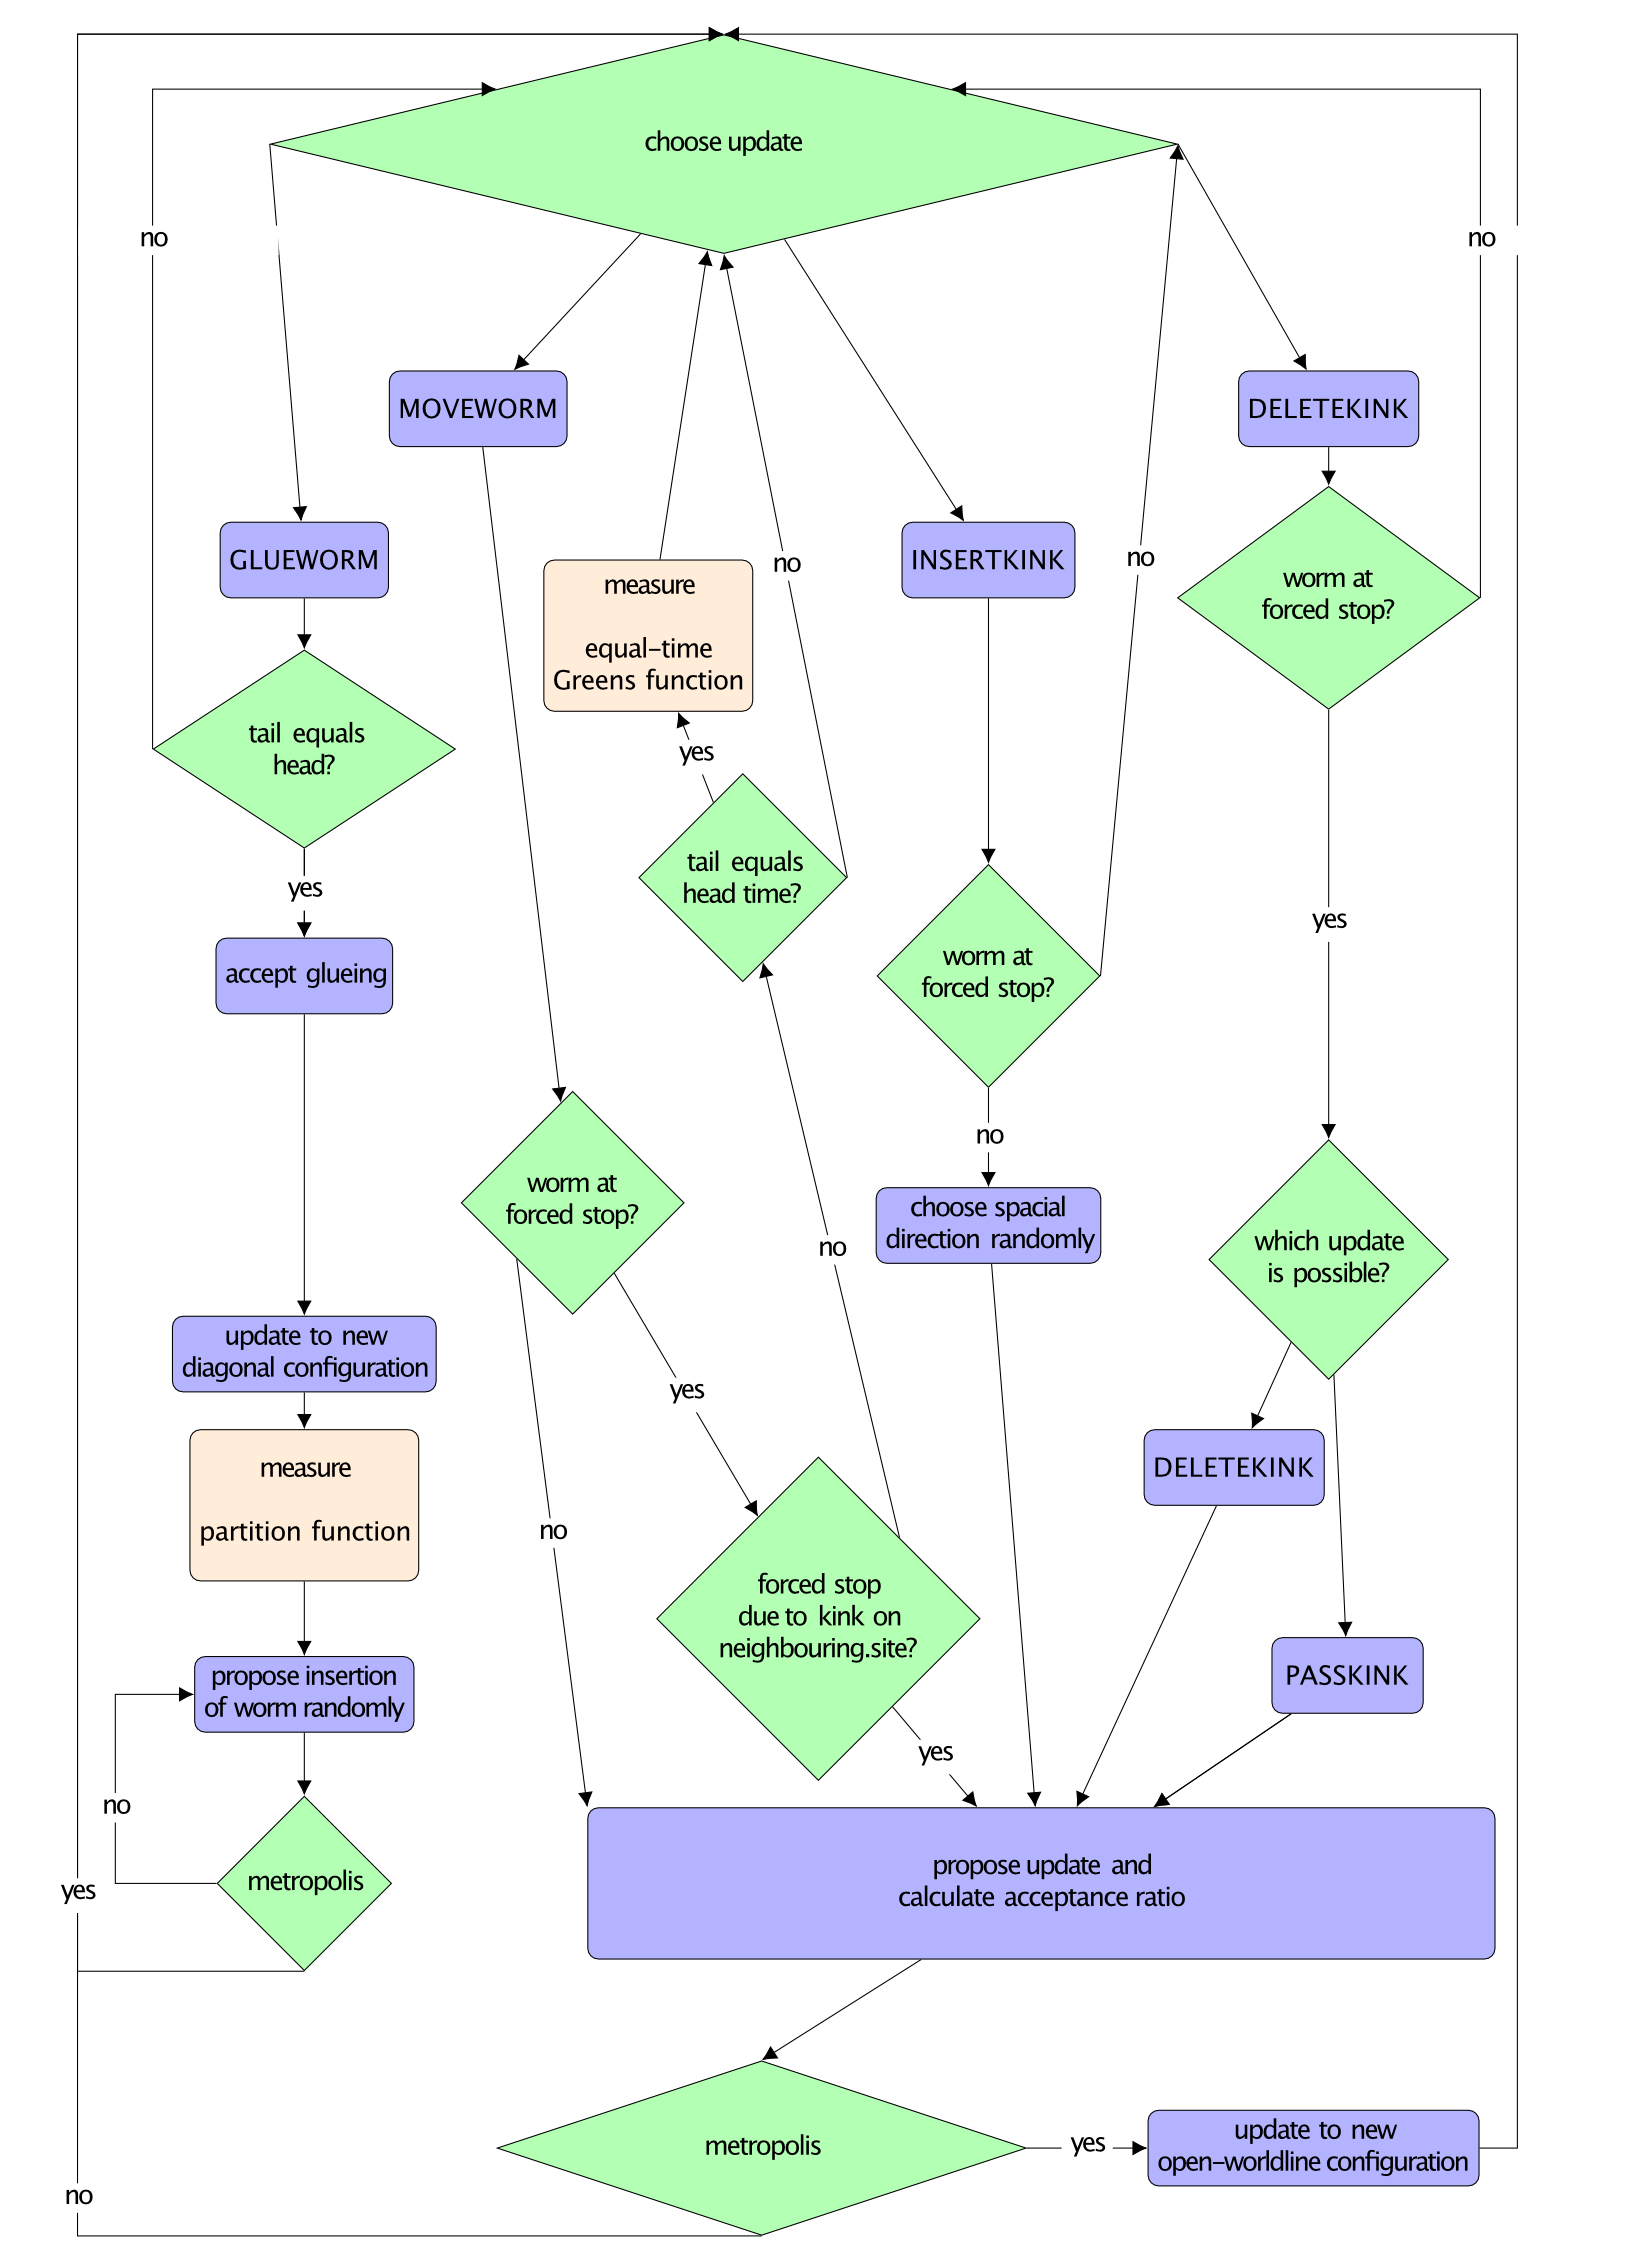 choose update
no
no
MOVEWORM
DELETEKINK
GLUEWORM
no
INSERTKINK
no
measure
equal-time
Greens function
worm at
forced stop?
tail equals
head?
yes
tail equals
head time?
yes
accept glueing
worm at
forced stop?
yes
no
worm at
forced stop?
choose spacial
direction randomly
no
which update
is possible?
update to new
diagonal configuration
yes
measure
partition function
DELETEKINK
no
forced stop
due to kink on
neighbouring.site?
propose insertion
of worm randomly
PASSKINK
yes
no
metropolis
yes
propose update and
calculate acceptance ratio
metropolis
yes
update to new
open-worldline configuration
no